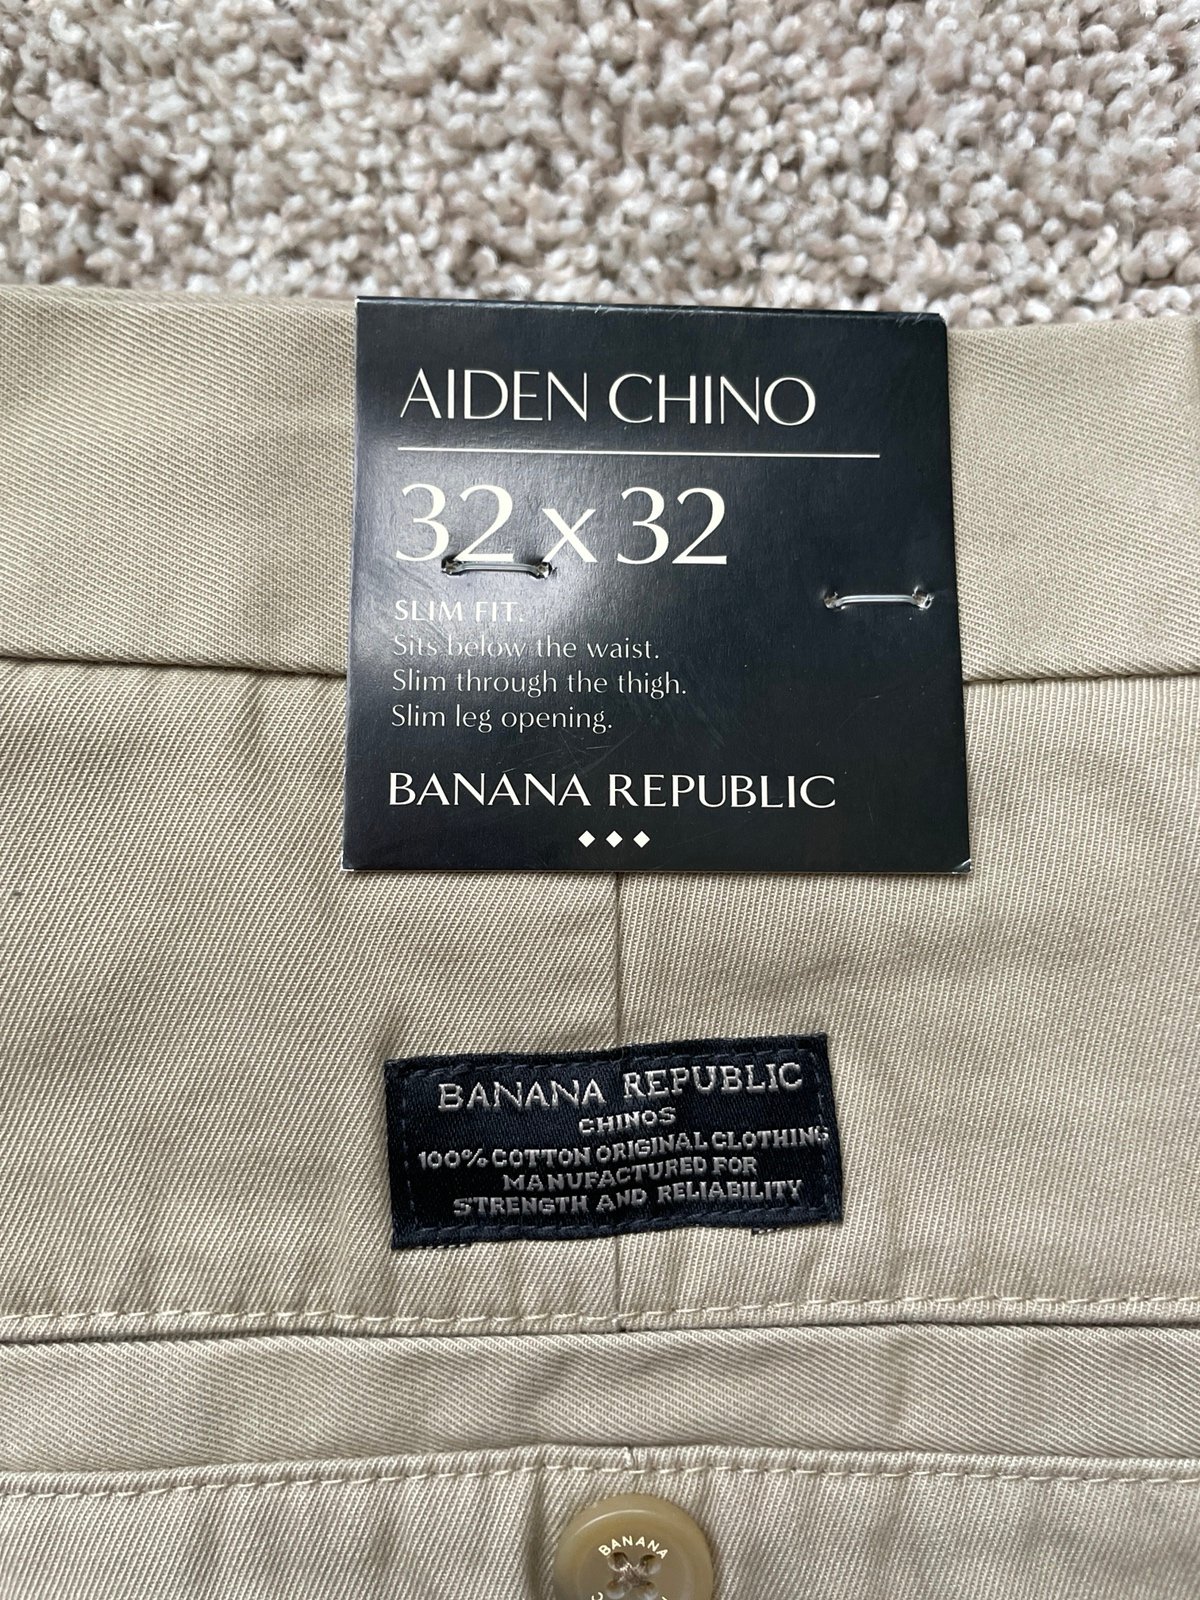 AIDEN CHINO
32 x 32
SLIM FIT.
Sits below the waist.
Slim through the thigh.
Slim leg opening.
BANANA REPUBLIC
BANANA REPUBLIC
CHINOS
100% COTTON ORIGINAL CLOTHING
MANUFACTURED FOR
STRENGTH AND RELIABILITY
BANANA